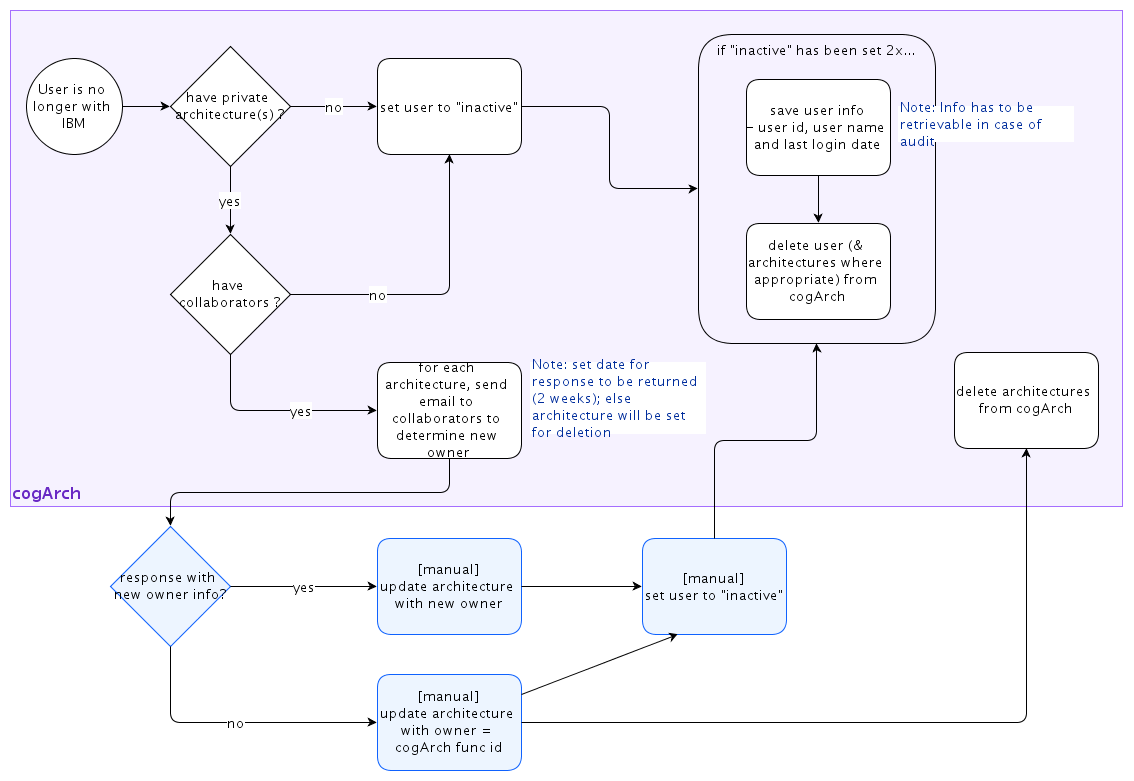 if "inactive" has been set 2x...
User is no
longer with
IBM
have private
architecture(s) ?
no
set user to "inactive"
save user info
– user id, user name
and last login date
Note: Info has to be
retrievable in case of
audit
yes
have
collaborators ?
no
delete user (&
architectures where
appropriate) from
cogArch
for each
architecture, send
email to
collaborators to
determine new
owner
yes
Note: set date for
response to be returned
(2 weeks); else
architecture will be set
for deletion
delete architectures
from cogArch
cogArch
response with
new owner info?
yes
[manual]
update architecture
with new owner
[manual]
set user to "inactive"
no
[manual]
update architecture
with owner =
cogArch func id